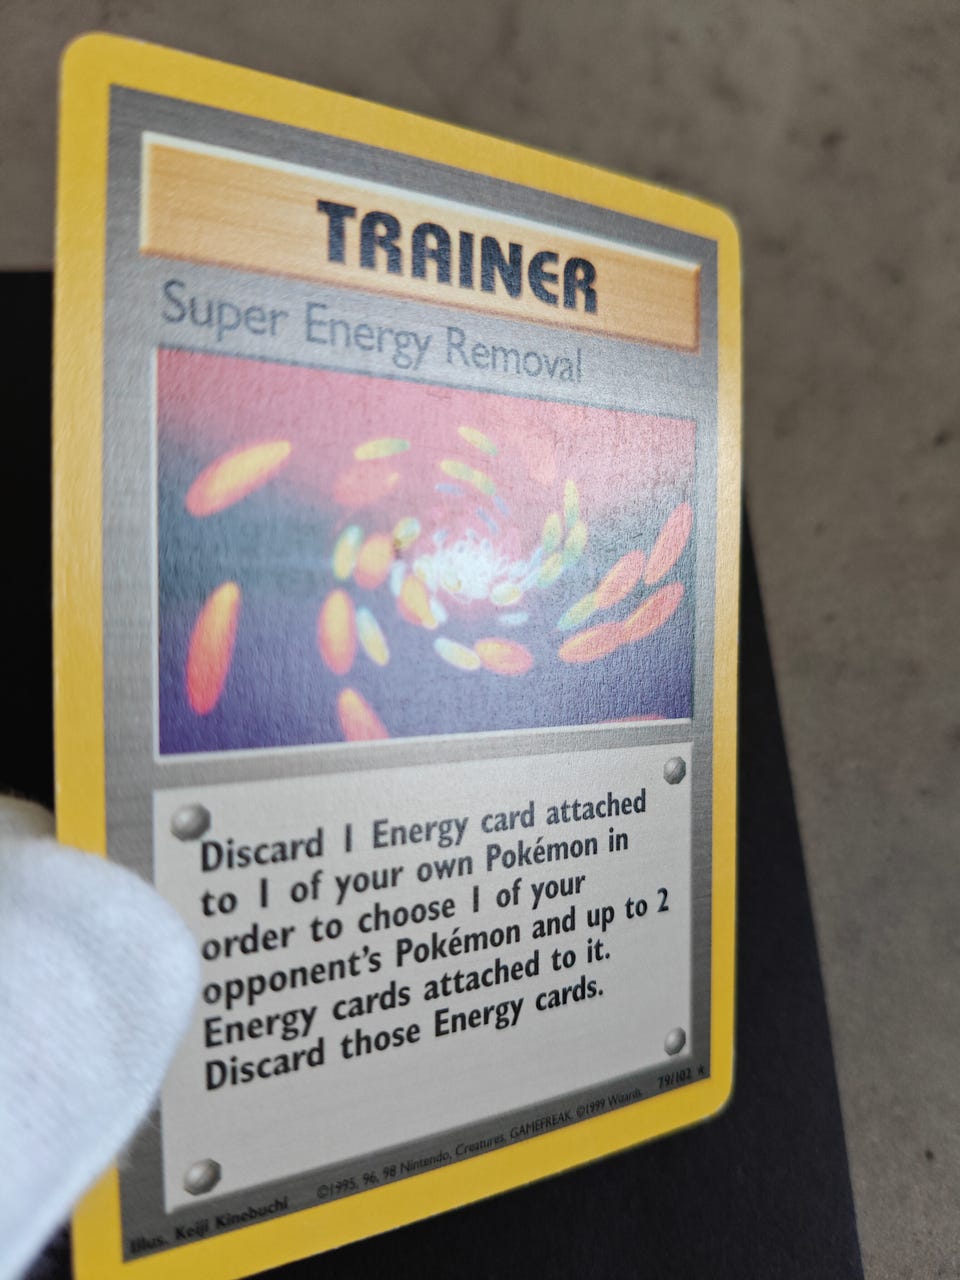 TRAINER
Super Energy Removal
Discard 1 Energy card attached
to 1 of your own Pokémon in
order to choose 1 of your
opponent's Pokémon and up to 2
Energy cards attached to it.
Discard those Energy cards.
Illus. Keiji Kinebuchi ©1995, 96, 98 Nintendo, Creatures, GAMEFREAK. ©1999 Wizards 79/102 ★